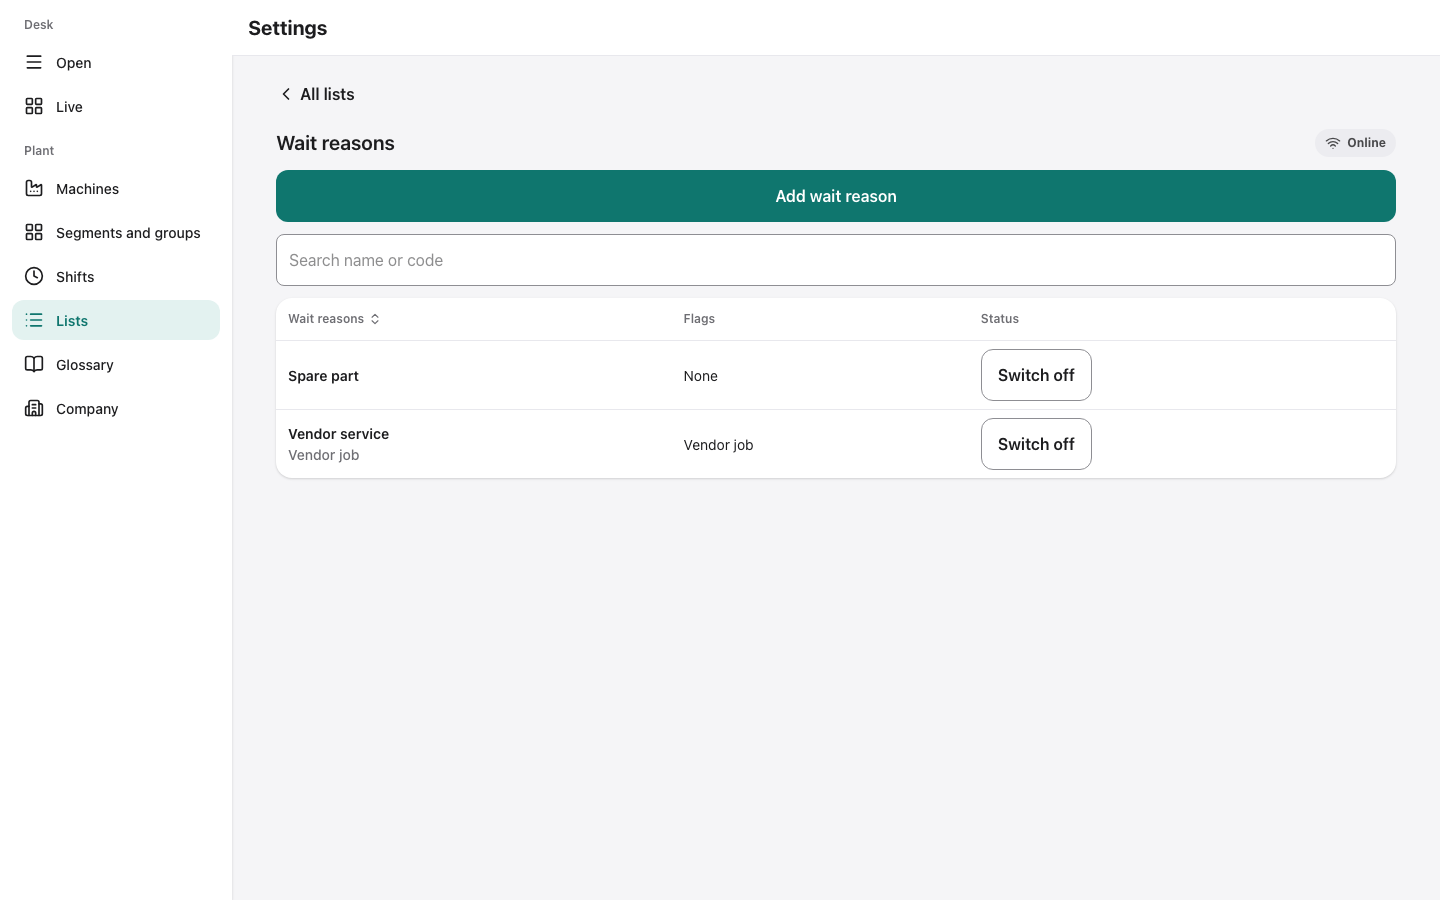 Desk
Open
Live
Plant
Machines
Segments and groups
Shifts
Lists
Glossary
Company
Settings
All lists
Wait reasons
Online
Add wait reason
Search name or code
Wait reasons Flags Status
Spare part None Switch off
Vendor service
Vendor job Vendor job Switch off